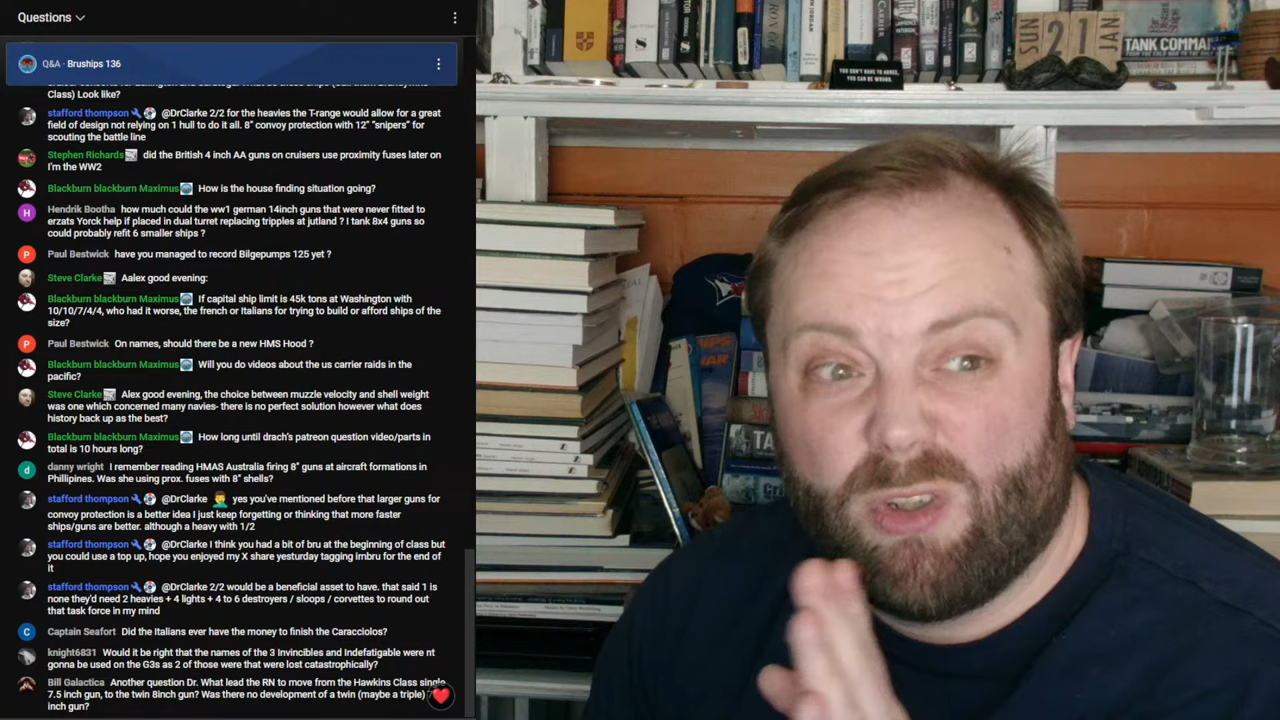 Questions
Q&A · Bruships 136
Class) Look like?
stafford thompson @DrClarke 2/2 for the heavies the T-range would allow for a great
field of design not relying on 1 hull to do it all. 8" convoy protection with 12" "snipers" for
scouting the battle line
Stephen Richards did the British 4 inch AA guns on cruisers use proximity fuses later on
I'm the WW2
Blackburn blackburn Maximus How is the house finding situation going?
Hendrik Bootha how much could the ww1 german 14inch guns that were never fitted to
erzats Yorck help if placed in dual turret replacing tripples at jutland ? I tank 8x4 guns so
could probably refit 6 smaller ships ?
Paul Bestwick have you managed to record Bilgepumps 125 yet ?
Steve Clarke Aalex good evening:
Blackburn blackburn Maximus If capital ship limit is 45k tons at Washington with
10/10/7/4/4, who had it worse, the french or Italians for trying to build or afford ships of the
size?
Paul Bestwick On names, should there be a new HMS Hood ?
Blackburn blackburn Maximus Will you do videos about the us carrier raids in the
pacific?
Steve Clarke Alex good evening, the choice between muzzle velocity and shell weight
was one which concerned many navies- there is no perfect solution however what does
history back up as the best?
Blackburn blackburn Maximus How long until drach's patreon question video/parts in
total is 10 hours long?
danny wright I remember reading HMAS Australia firing 8" guns at aircraft formations in
Phillipines. Was she using prox. fuses with 8" shells?
stafford thompson @DrClarke 🤦‍♂️ yes you've mentioned before that larger guns for
convoy protection is a better idea I just keep forgetting or thinking that more faster
ships/guns are better. although a heavy with 1/2
stafford thompson @DrClarke I think you had a bit of bru at the beginning of class but
you could use a top up, hope you enjoyed my X share yesturday tagging imbru for the end of
it
stafford thompson @DrClarke 2/2 would be a beneficial asset to have. that said 1 is
none they'd need 2 heavies + 4 lights + 4 to 6 destroyers / sloops / corvettes to round out
that task force in my mind
Captain Seafort Did the Italians ever have the money to finish the Caracciolos?
knight6831 Would it be right that the names of the 3 Invincibles and Indefatigable were nt
gonna be used on the G3s as 2 of those were that were lost catastrophically?
Bill Galactica Another question Dr. What lead the RN to move from the Hawkins Class single
7.5 inch gun, to the twin 8inch gun? Was there no development of a twin (maybe a triple)
inch gun?
SUN 21 JAN
TANK COMMA
YOU DON'T HAVE TO AGREE,
YOU CAN BE WRONG.
WAR
TA